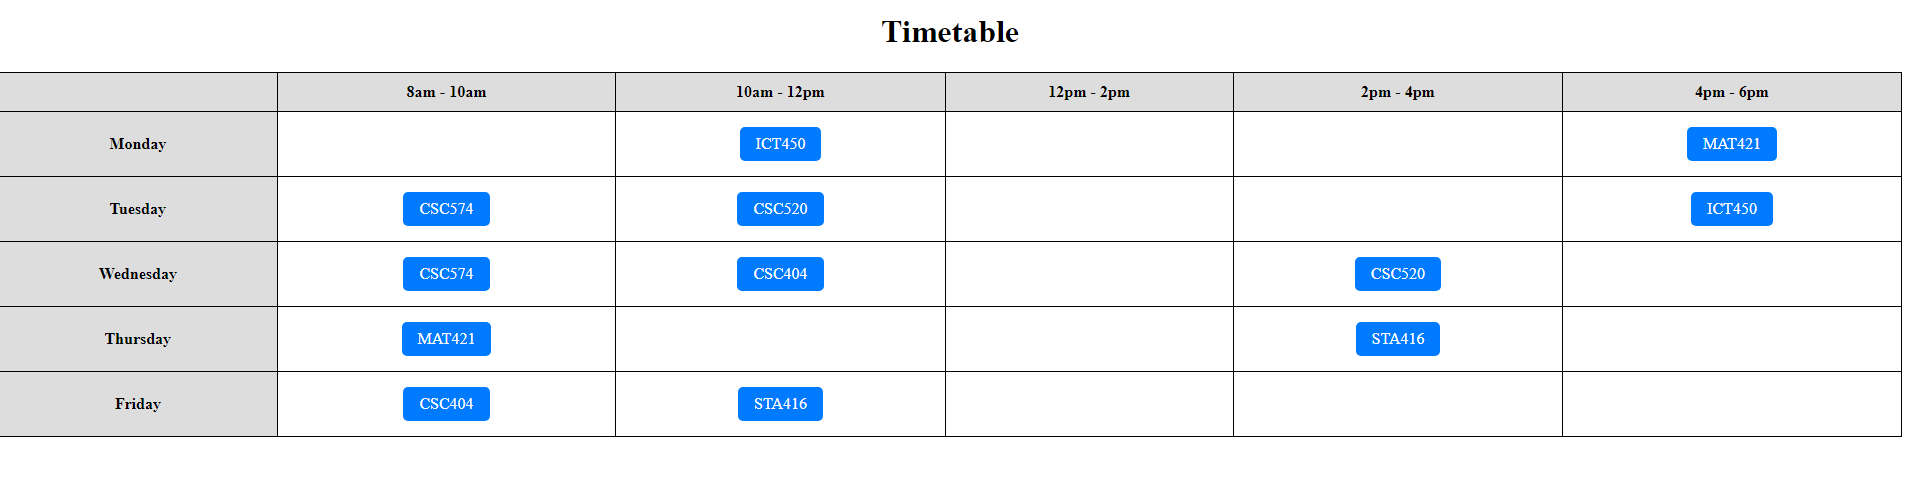 Timetable
8am - 10am 10am - 12pm 12pm - 2pm 2pm - 4pm 4pm - 6pm
Monday ICT450 MAT421
Tuesday CSC574 CSC520 ICT450
Wednesday CSC574 CSC404 CSC520
Thursday MAT421 STA416
Friday CSC404 STA416